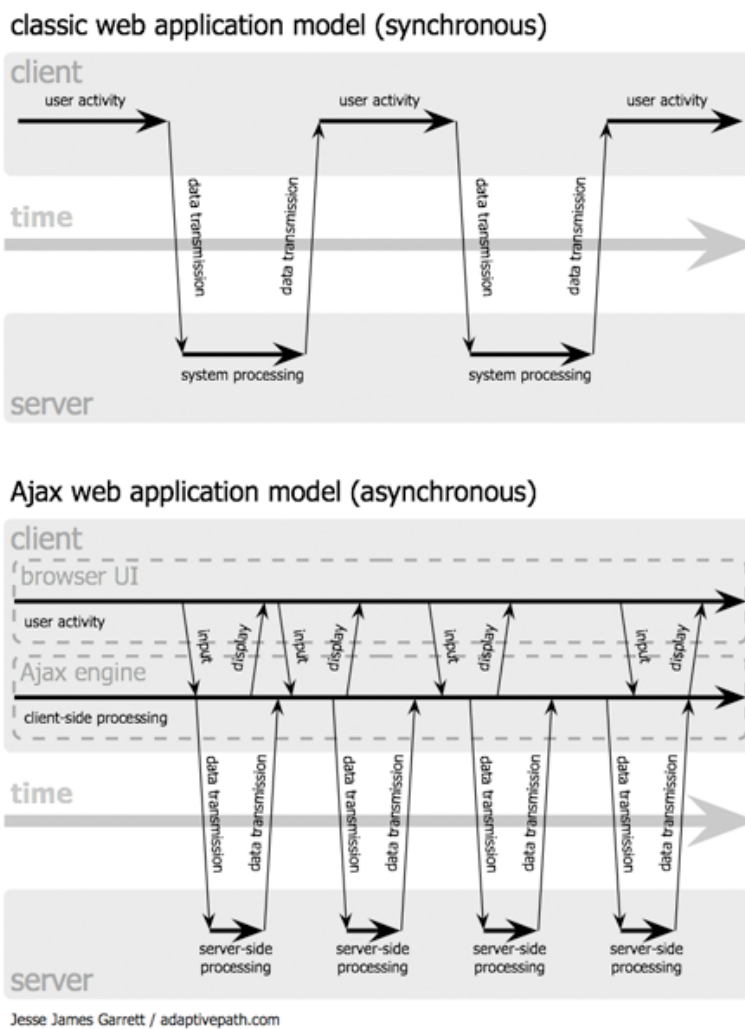 classic web application model (synchronous)
client
user activity
user activity
user activity
data transmission
data transmission
data transmission
data transmission
time
system processing
system processing
server
Ajax web application model (asynchronous)
client
browser UI
user activity
input
display
input
display
input
display
input
display
Ajax engine
client-side processing
data transmission
data transmission
data transmission
data transmission
data transmission
data transmission
data transmission
data transmission
time
server-side
processing
server-side
processing
server-side
processing
server-side
processing
server
Jesse James Garrett / adaptivepath.com